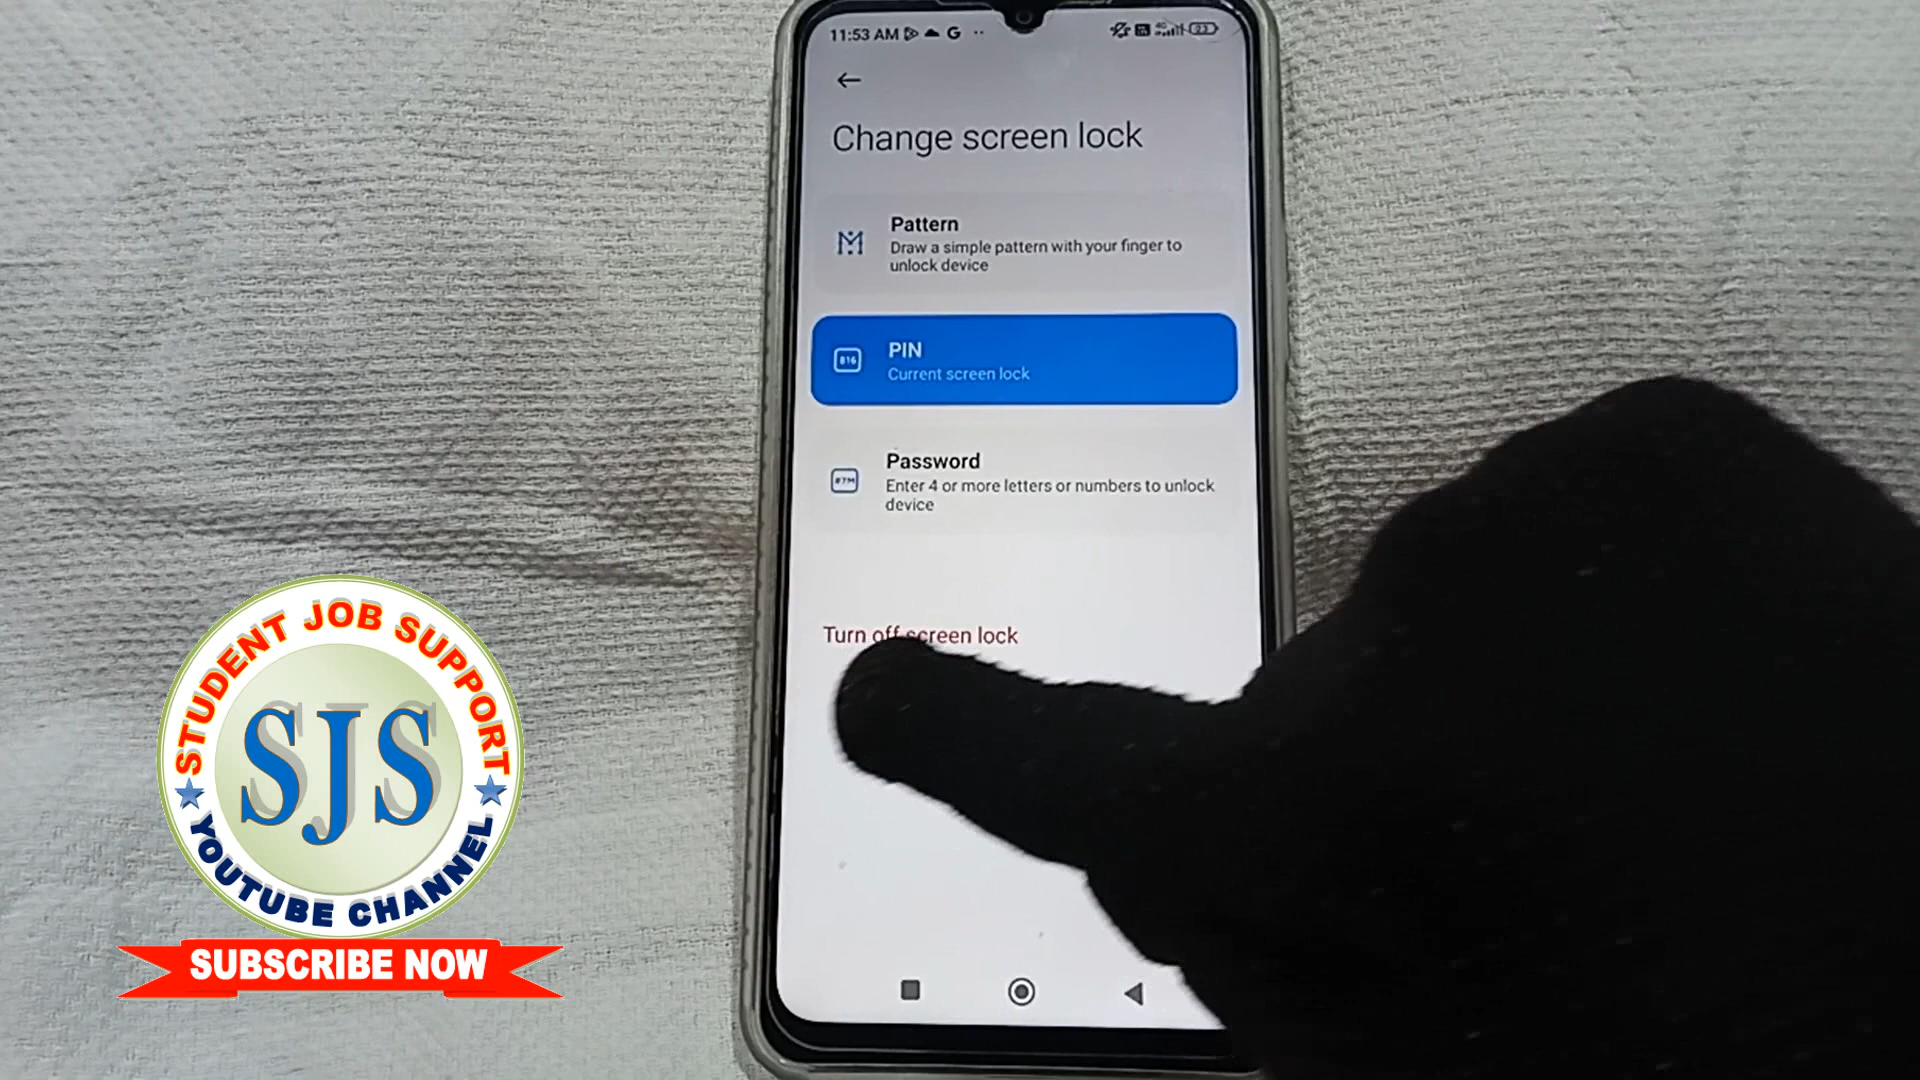 11:53 AM
Change screen lock
Pattern
Draw a simple pattern with your finger to
unlock device
PIN
Current screen lock
Password
Enter 4 or more letters or numbers to unlock
device
Turn off screen lock
STUDENT JOB SUPPORT
SJS
YOUTUBE CHANNEL
SUBSCRIBE NOW